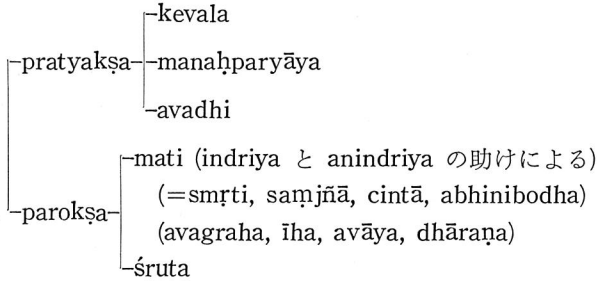 kevala
pratyakṣa manaḥparyāya
avadhi
mati (indriya と anindriya の助けによる)
(=smṛti, saṃjñā, cintā, abhinibodha)
parokṣa
(avagraha, īha, avāya, dhāraṇa)
śruta